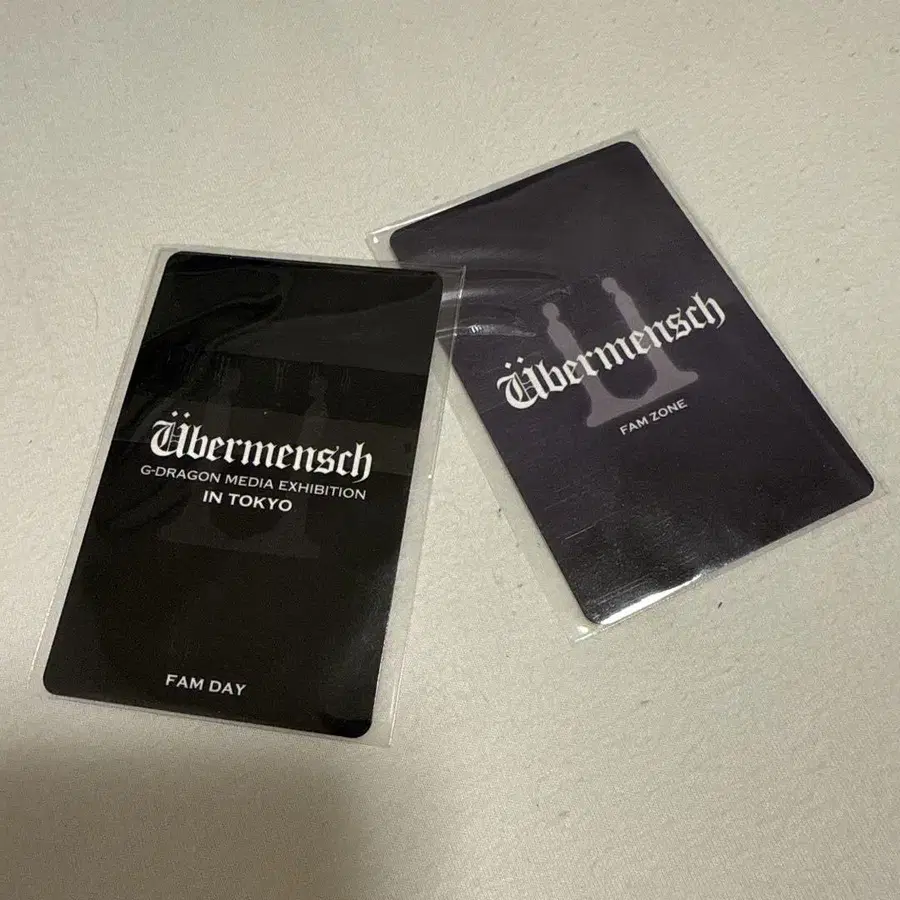 Übermensch
G-DRAGON MEDIA EXHIBITION
IN TOKYO
FAM DAY
Übermensch
FAM ZONE